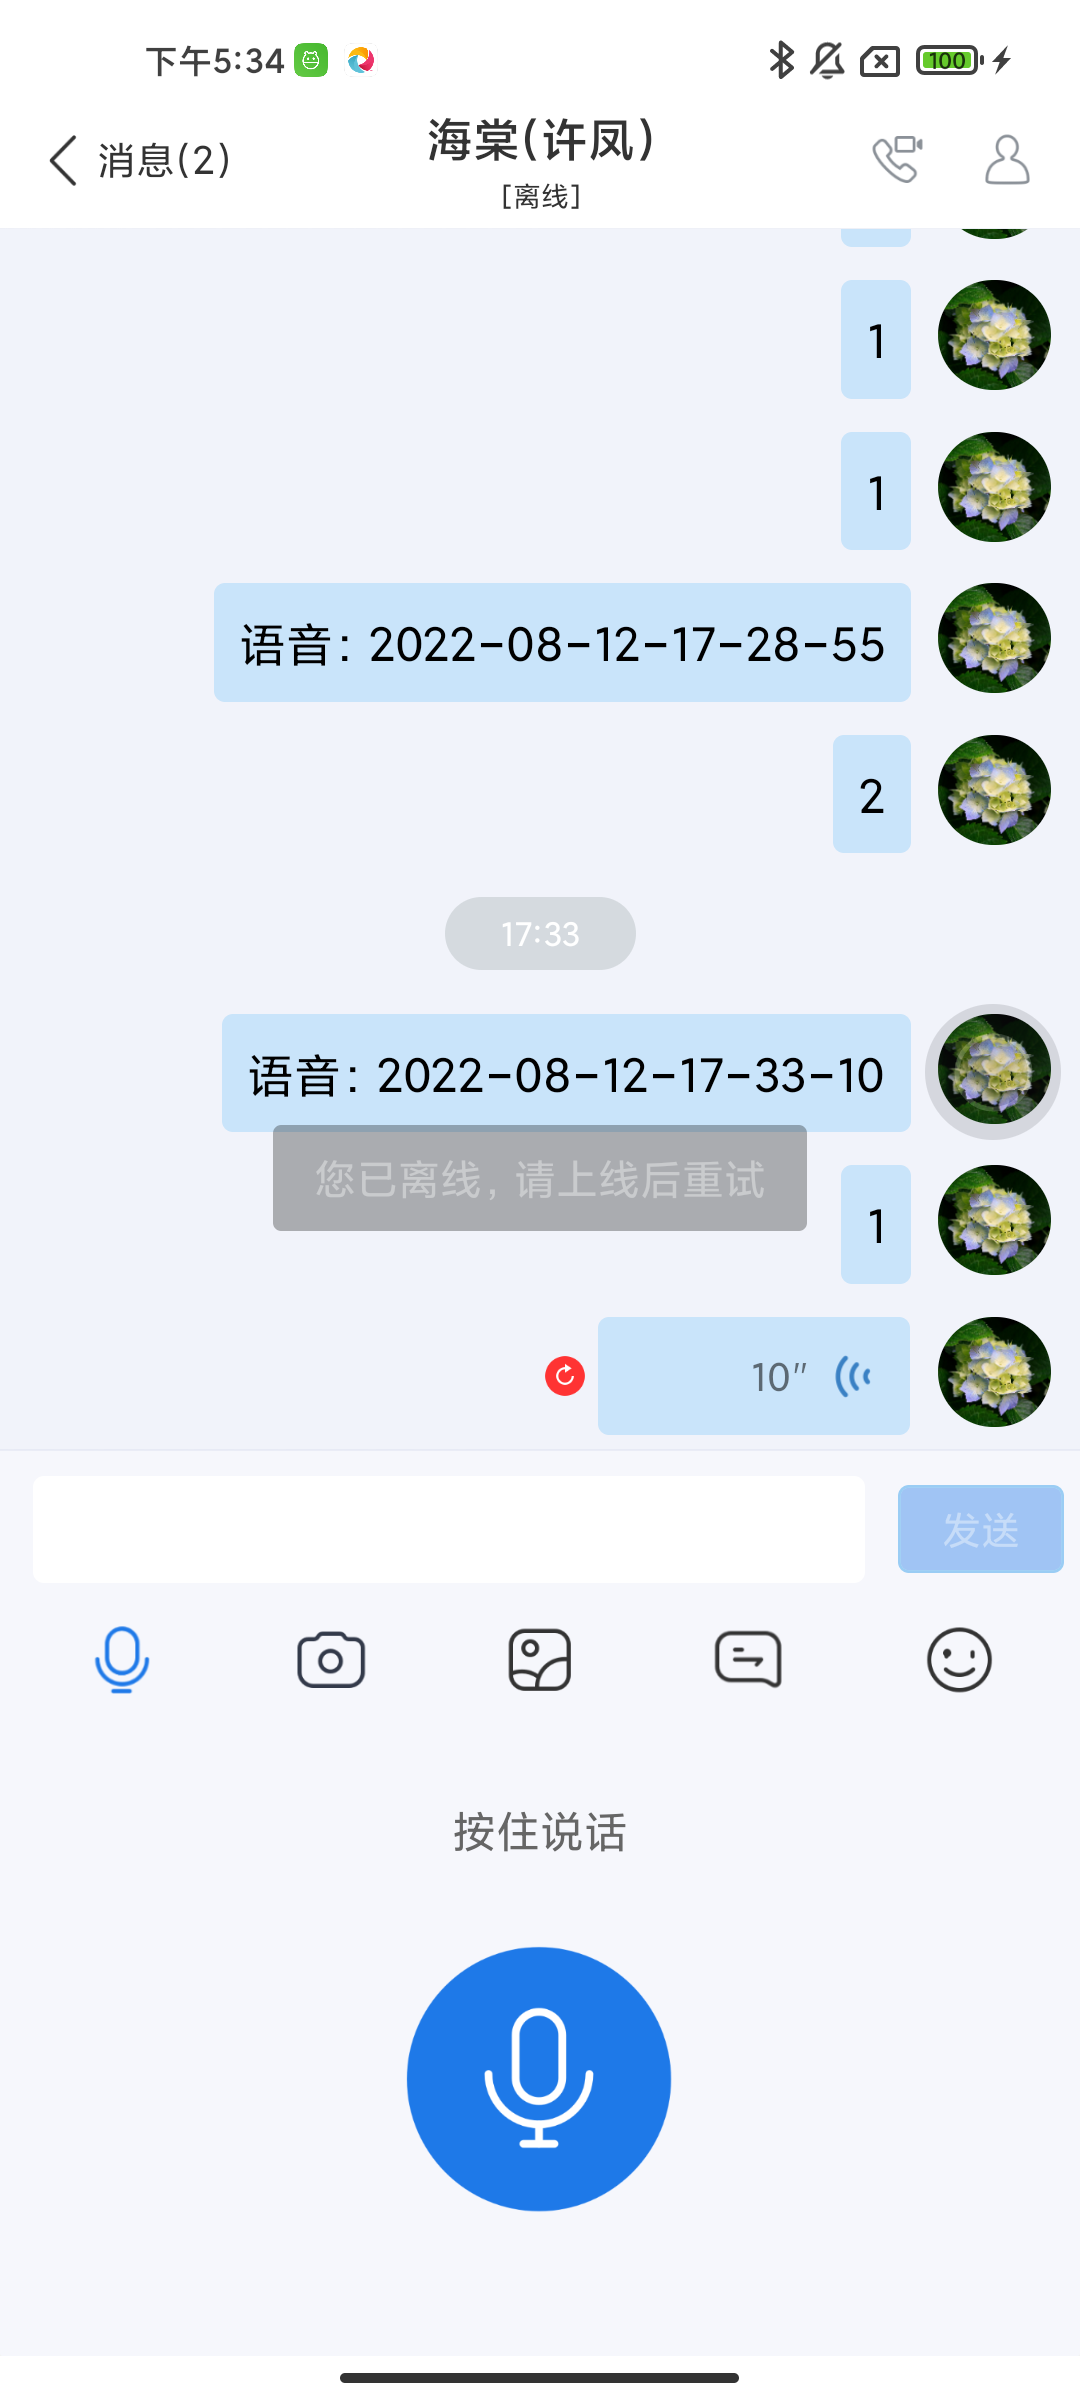 下午5:34
100
消息(2)
海棠(许凤)
[离线]
1
1
语音: 2022-08-12-17-28-55
2
17:33
语音: 2022-08-12-17-33-10
您已离线, 请上线后重试
1
10″
发送
按住说话